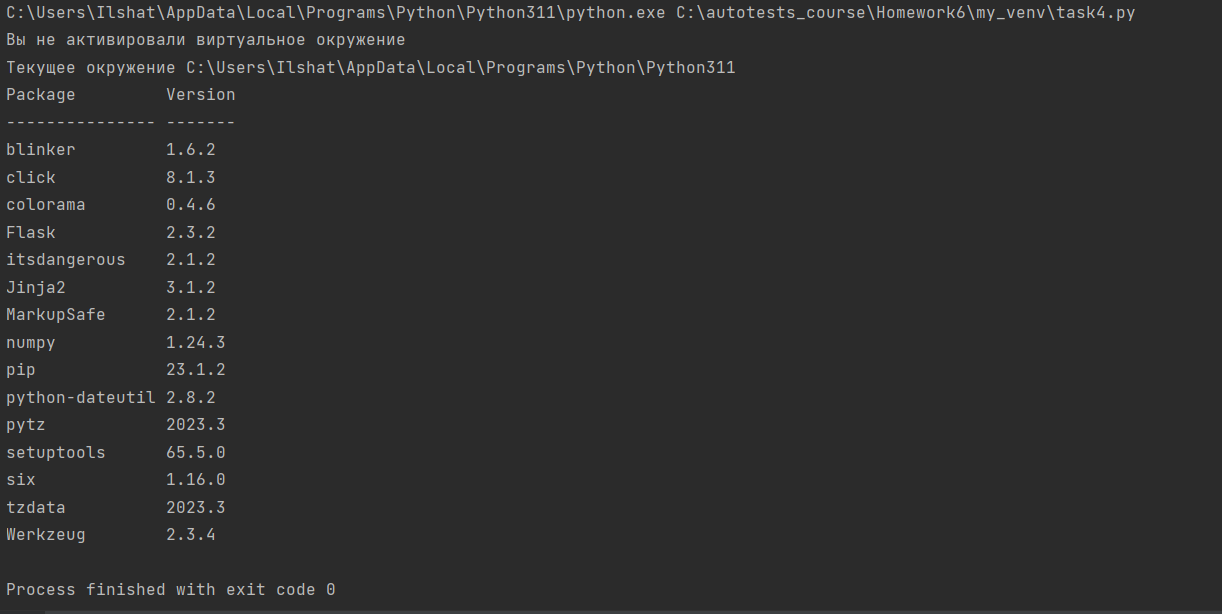 C:\Users\Ilshat\AppData\Local\Programs\Python\Python311\python.exe C:\autotests_course\Homework6\my_venv\task4.py
Вы не активировали виртуальное окружение
Текущее окружение C:\Users\Ilshat\AppData\Local\Programs\Python\Python311
Package         Version
--------------- -------
blinker         1.6.2
click           8.1.3
colorama        0.4.6
Flask           2.3.2
itsdangerous    2.1.2
Jinja2          3.1.2
MarkupSafe      2.1.2
numpy           1.24.3
pip             23.1.2
python-dateutil 2.8.2
pytz            2023.3
setuptools      65.5.0
six             1.16.0
tzdata          2023.3
Werkzeug        2.3.4
Process finished with exit code 0